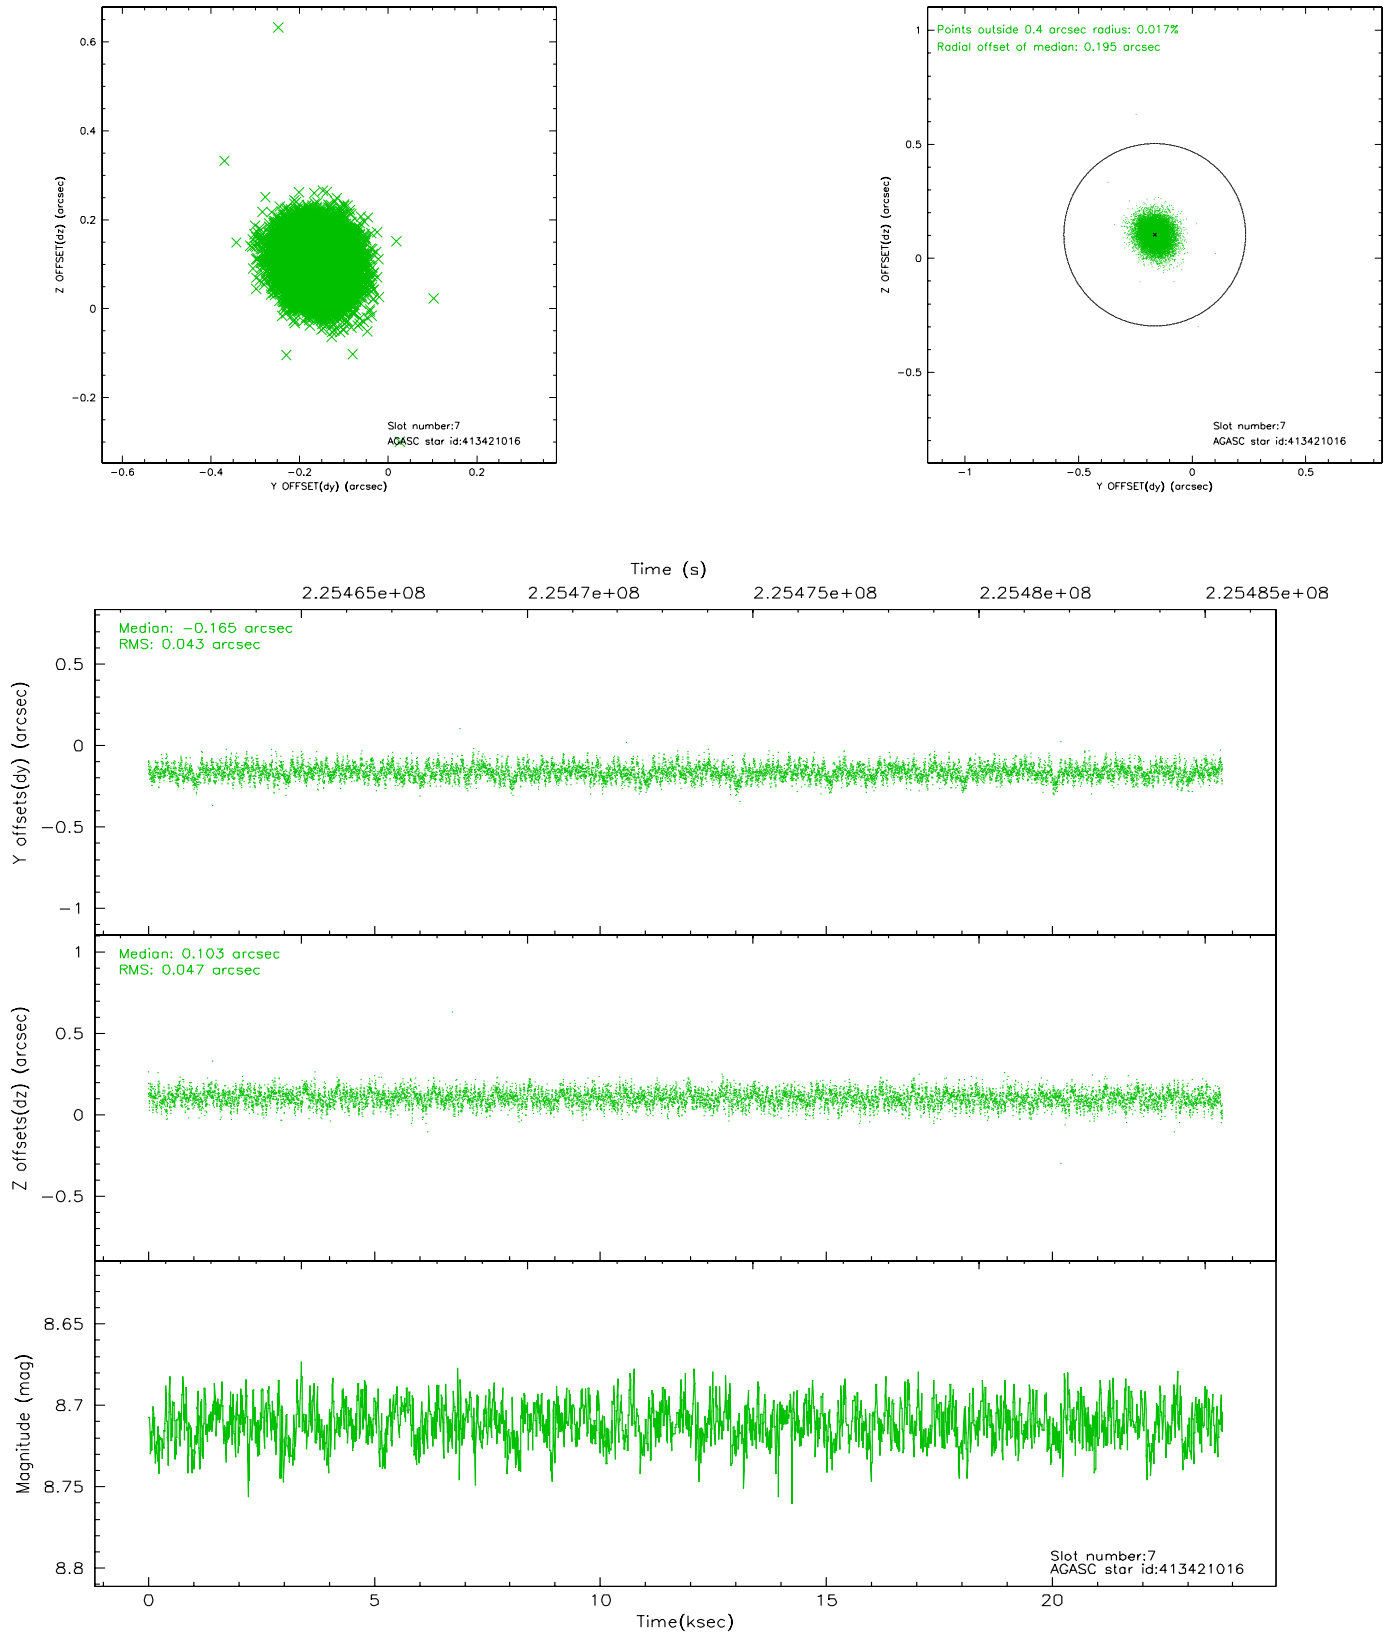 0.6
0.4
0.2
0
−0.2
Z OFFSET(dz) (arcsec)
Slot number:7
AGASC star id:413421016
−0.6
−0.4
−0.2
0
0.2
Y OFFSET(dy) (arcsec)
Points outside 0.4 arcsec radius: 0.017%
Radial offset of median: 0.195 arcsec
1
0.5
0
−0.5
Z OFFSET(dz) (arcsec)
Slot number:7
AGASC star id:413421016
−1
−0.5
0
0.5
Y OFFSET(dy) (arcsec)
Time (s)
2.25465e+08
2.2547e+08
2.25475e+08
2.2548e+08
2.25485e+08
Median: −0.165 arcsec
RMS: 0.043 arcsec
0.5
0
−0.5
−1
Y offsets(dy) (arcsec)
Median: 0.103 arcsec
RMS: 0.047 arcsec
1
0.5
0
−0.5
Z offsets(dz) (arcsec)
8.65
8.7
8.75
8.8
Magnitude (mag)
Slot number:7
AGASC star id:413421016
0
5
10
15
20
Time(ksec)